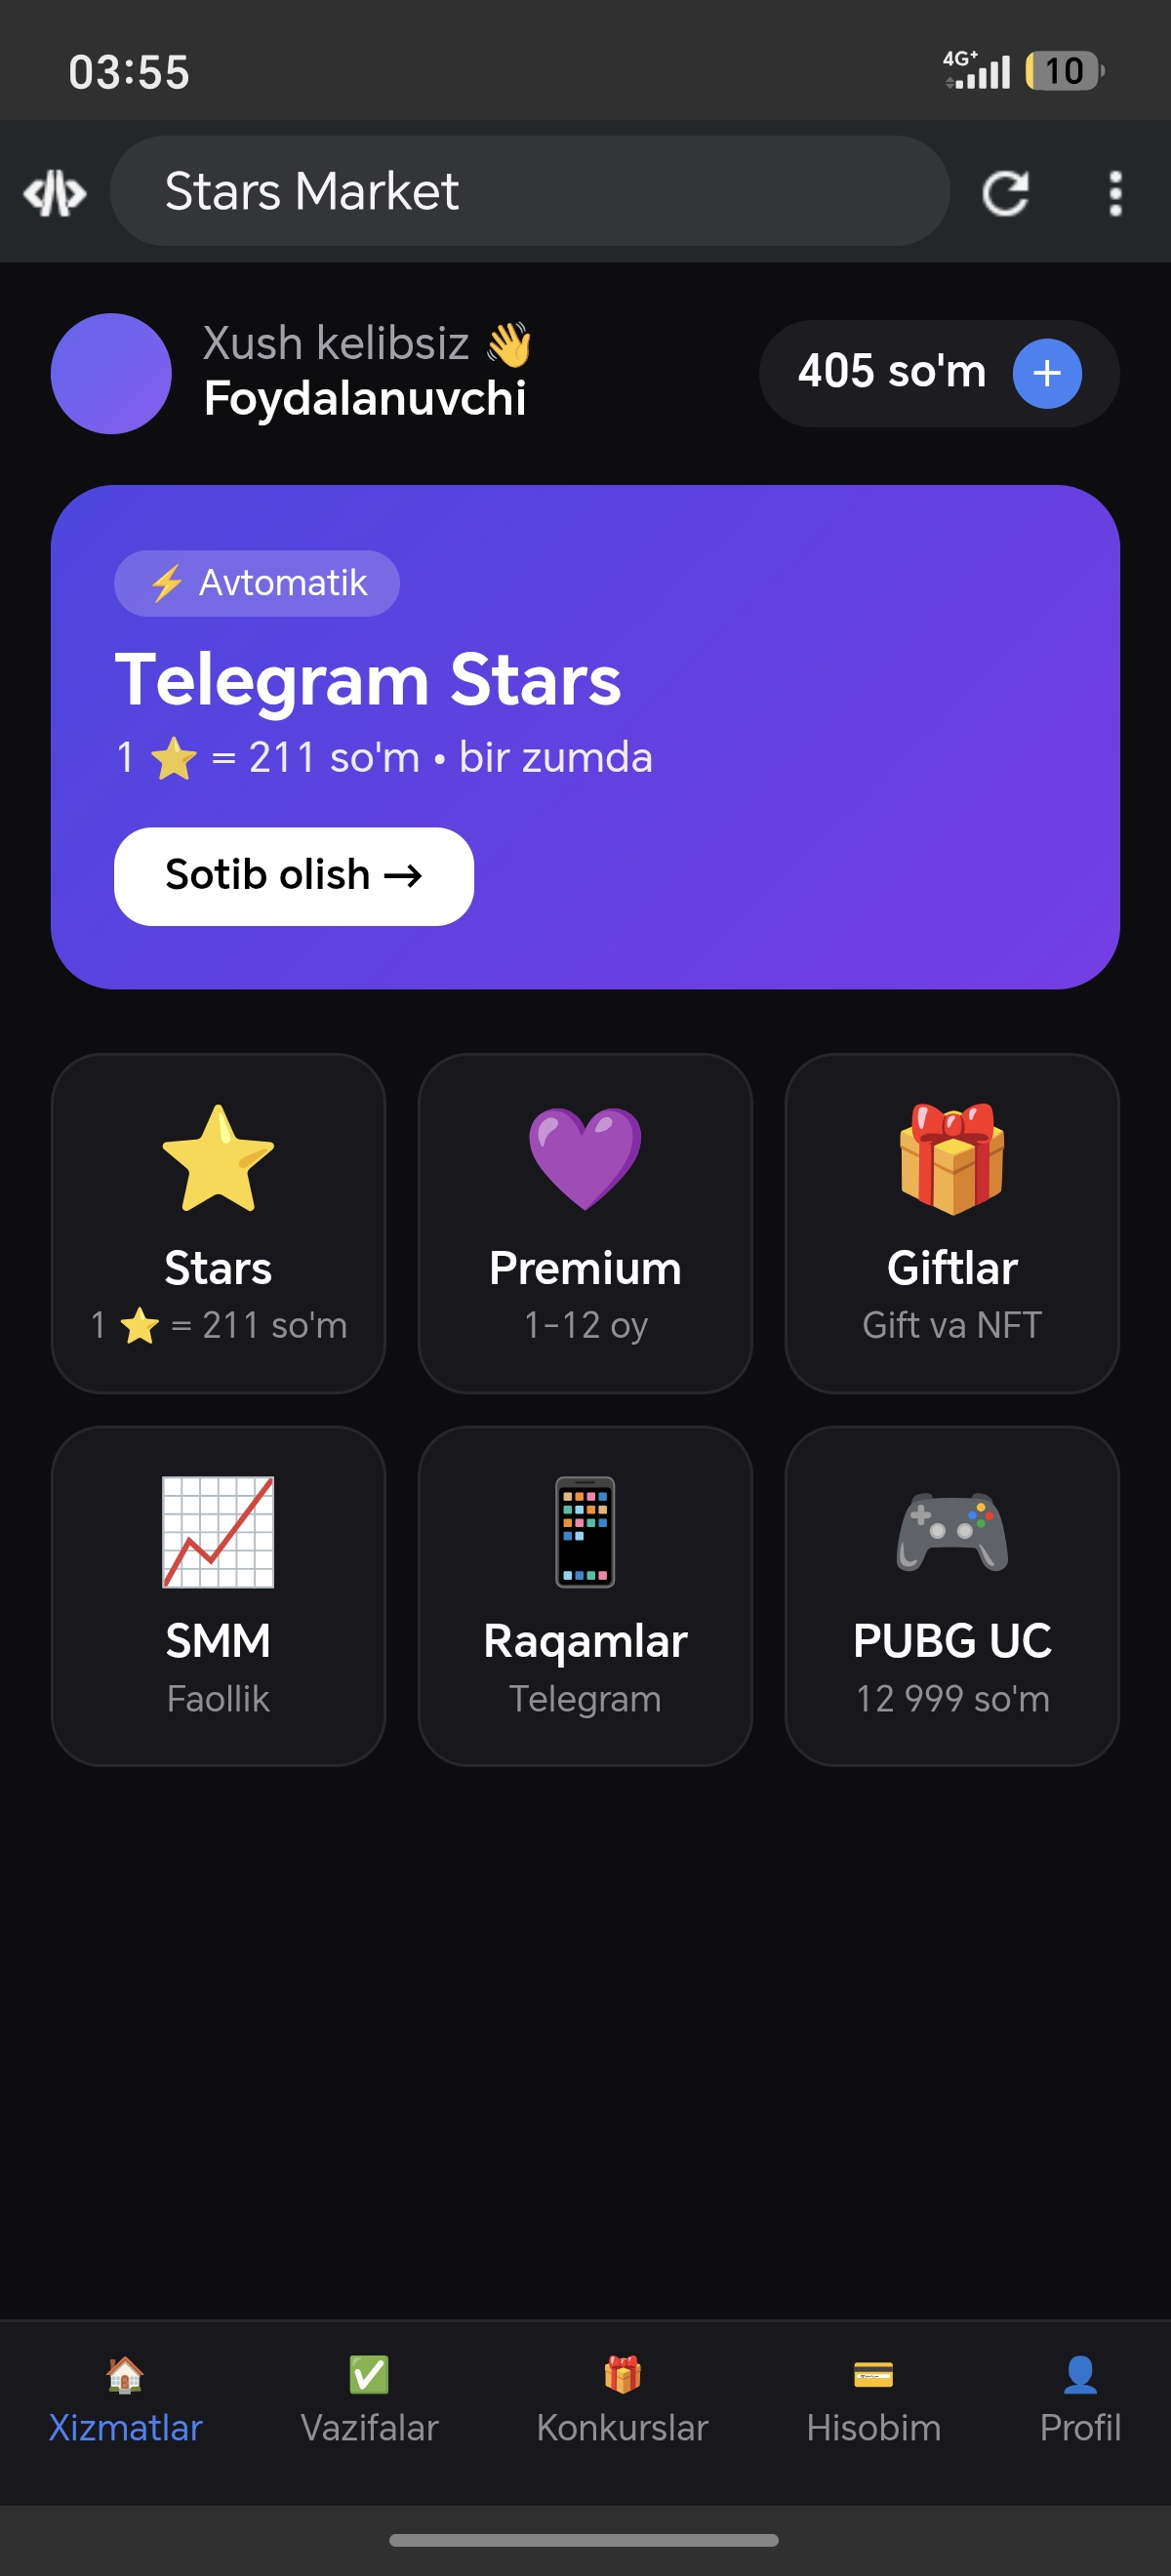 03:55
4G+
10
Stars Market
Xush kelibsiz 👋
Foydalanuvchi
405 so'm +
⚡ Avtomatik
Telegram Stars
1 ⭐ = 211 so'm • bir zumda
Sotib olish →
Stars
1 ⭐ = 211 so'm
Premium
1–12 oy
Giftlar
Gift va NFT
SMM
Faollik
Raqamlar
Telegram
PUBG UC
12 999 so'm
Xizmatlar
Vazifalar
Konkurslar
Hisobim
Profil